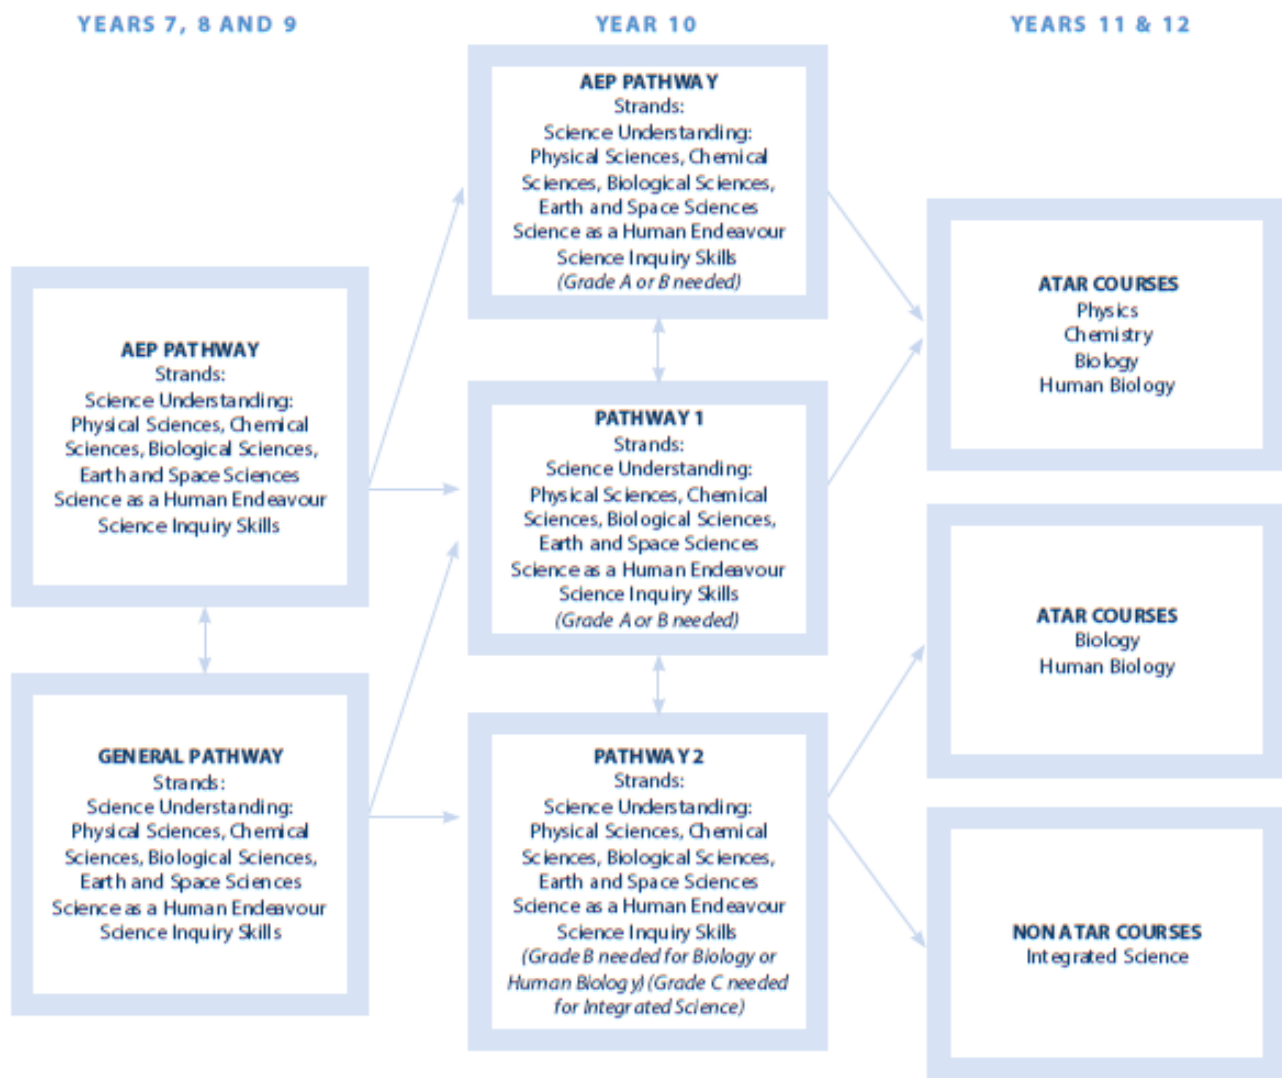 YEARS 7, 8 AND 9
YEAR 10
YEARS 11 & 12
AEP PATHWAY
Strands:
Science Understanding:
Physical Sciences, Chemical
Sciences, Biological Sciences,
Earth and Space Sciences
Science as a Human Endeavour
Science Inquiry Skills
GENERAL PATHWAY
Strands:
Science Understanding:
Physical Sciences, Chemical
Sciences, Biological Sciences,
Earth and Space Sciences
Science as a Human Endeavour
Science Inquiry Skills
AEP PATHWAY
Strands:
Science Understanding:
Physical Sciences, Chemical
Sciences, Biological Sciences,
Earth and Space Sciences
Science as a Human Endeavour
Science Inquiry Skills
(Grade A or B needed)
PATHWAY 1
Strands:
Science Understanding:
Physical Sciences, Chemical
Sciences, Biological Sciences,
Earth and Space Sciences
Science as a Human Endeavour
Science Inquiry Skills
(Grade A or B needed)
PATHWAY 2
Strands:
Science Understanding:
Physical Sciences, Chemical
Sciences, Biological Sciences,
Earth and Space Sciences
Science as a Human Endeavour
Science Inquiry Skills
(Grade B needed for Biology or
Human Biology) (Grade C needed
for Integrated Science)
ATAR COURSES
Physics
Chemistry
Biology
Human Biology
ATAR COURSES
Biology
Human Biology
NON ATAR COURSES
Integrated Science